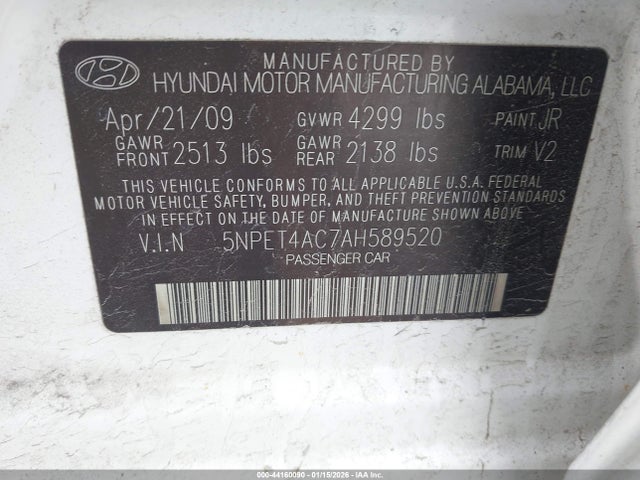 MANUFACTURED BY
HYUNDAI MOTOR MANUFACTURING ALABAMA, LLC
Apr/21/09 GVWR 4299 lbs PAINT JR
GAWR FRONT 2513 lbs GAWR REAR 2138 lbs TRIM V2
THIS VEHICLE CONFORMS TO ALL APPLICABLE U.S.A. FEDERAL
MOTOR VEHICLE SAFETY, BUMPER, AND THEFT PREVENTION STANDARDS
IN EFFECT ON THE DATE OF MANUFACTURE SHOWN ABOVE.
V.I.N 5NPET4AC7AH589520
PASSENGER CAR
000-44160090 - 01/15/2026 - IAAI.COM